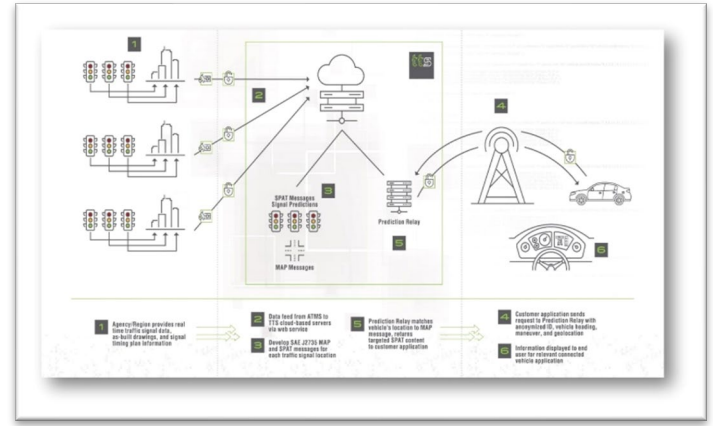 1
2
3
SPAT Messages
Signal Predictions
MAP Messages
Prediction Relay
5
4
6
1
Agency/Region provides real
time traffic signal data,
as-built drawings, and signal
timing plan information
2
Data feed from ATMS to
TTS cloud-based servers
via web service
3
Develop SAE J2735 MAP
and SPAT messages for
each traffic signal location
5
Prediction Relay matches
vehicle's location to MAP
message, returns
targeted SPAT content
to customer application
4
Customer application sends
request to Prediction Relay with
anonymized ID, vehicle heading,
maneuver, and geolocation
6
Information displayed to end
user for relevant connected
vehicle application